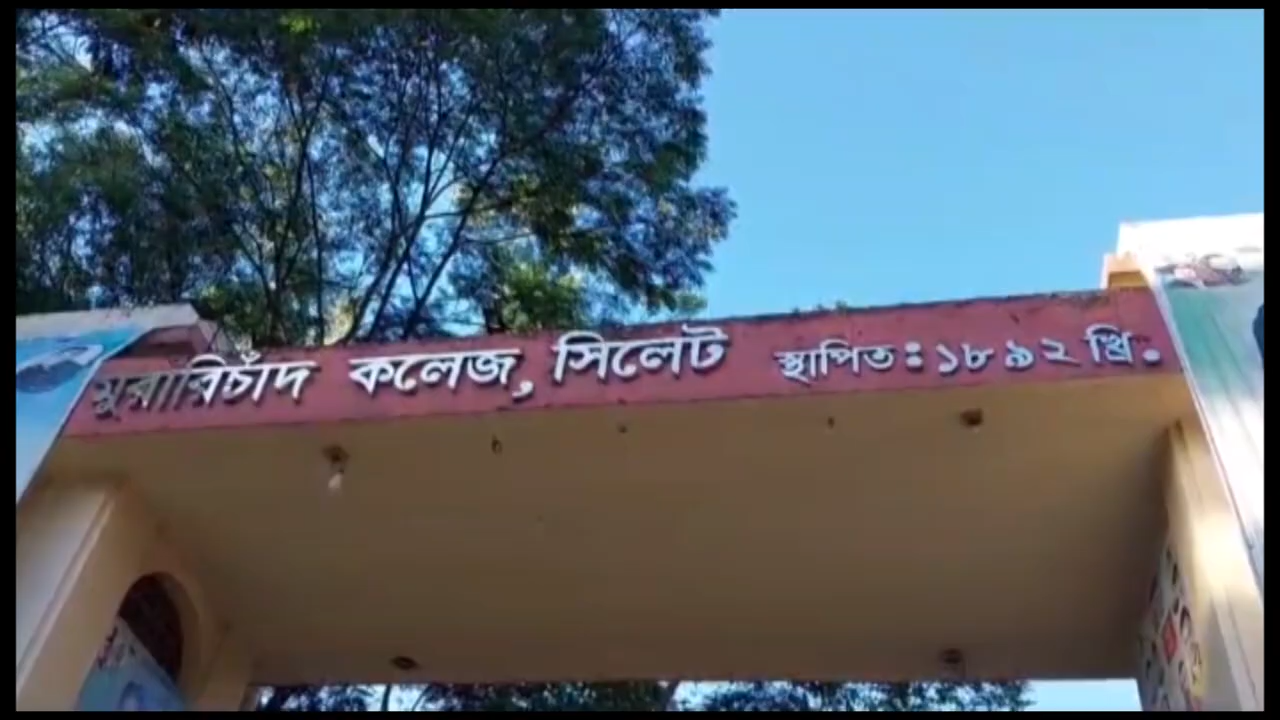 মুরারিচাঁদ কলেজ, সিলেট স্থাপিত : ১৮৯২ খ্রি.